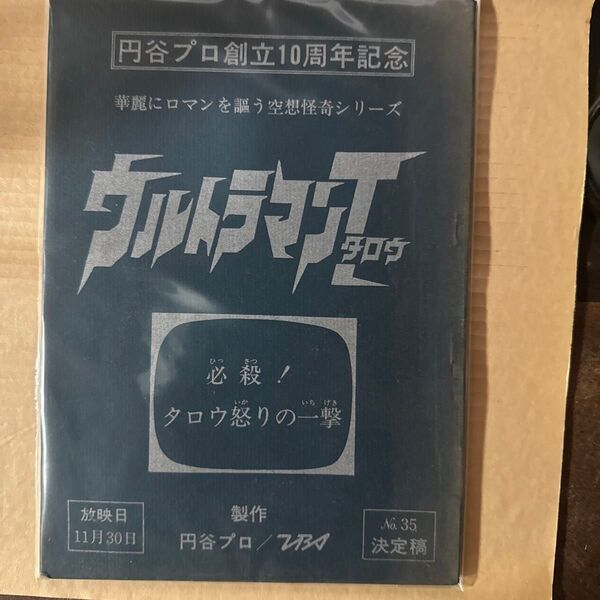 円谷プロ創立10周年記念
華麗にロマンを謳う空想怪奇シリーズ
ウルトラマンT
タロウ
ひっ さつ
必殺！
いか いち げき
タロウ怒りの一撃
放映日
11月30日
製作
円谷プロ／TBS
No.35
決定稿